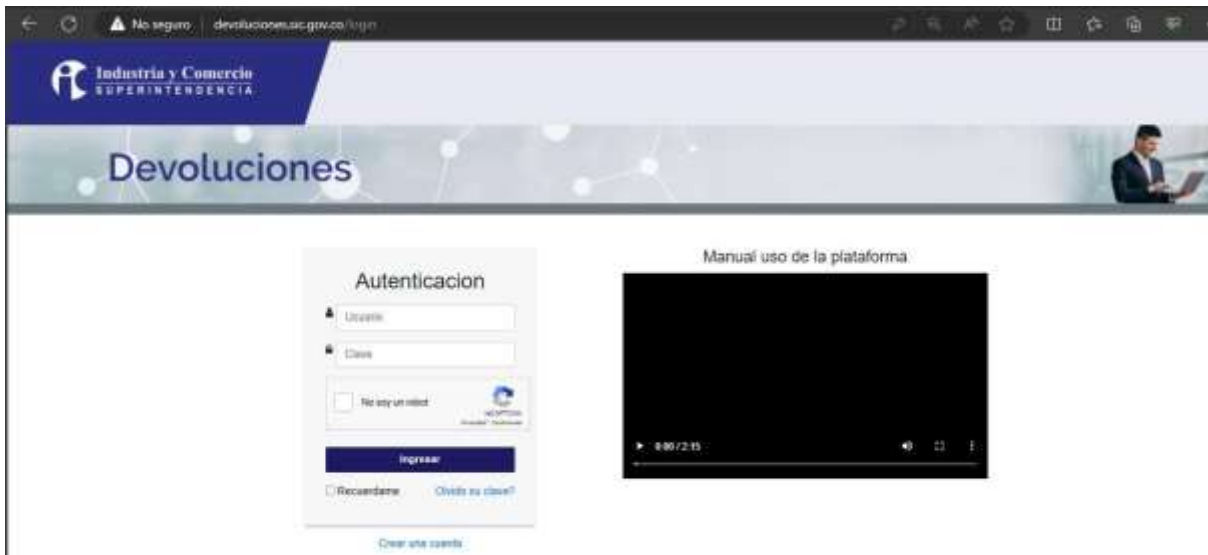 No seguro
devoluciones.sic.gov.co/login
Industria y Comercio
SUPERINTENDENCIA
Devoluciones
Autenticacion
Usuario
Clave
No soy un robot
reCAPTCHA
Ingresar
Recuerdame
Olvido su clave?
Crear una cuenta
Manual uso de la plataforma
0:00 / 2:15